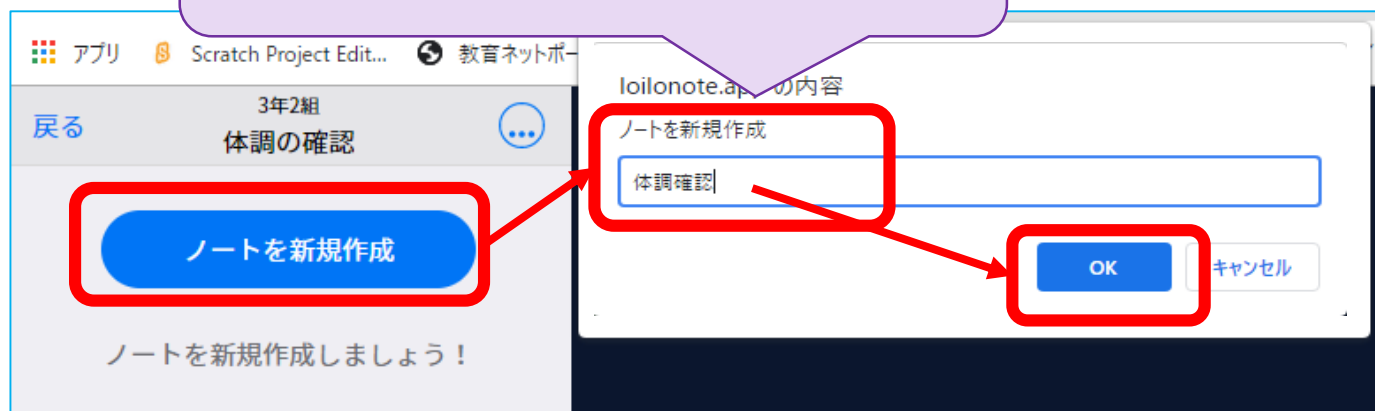 アプリ Scratch Project Edit... 教育ネットポー
3年2組
戻る 体調の確認
ノートを新規作成
ノートを新規作成しましょう!
loilonote.ap の内容
ノートを新規作成
体調確認
OK キャンセル